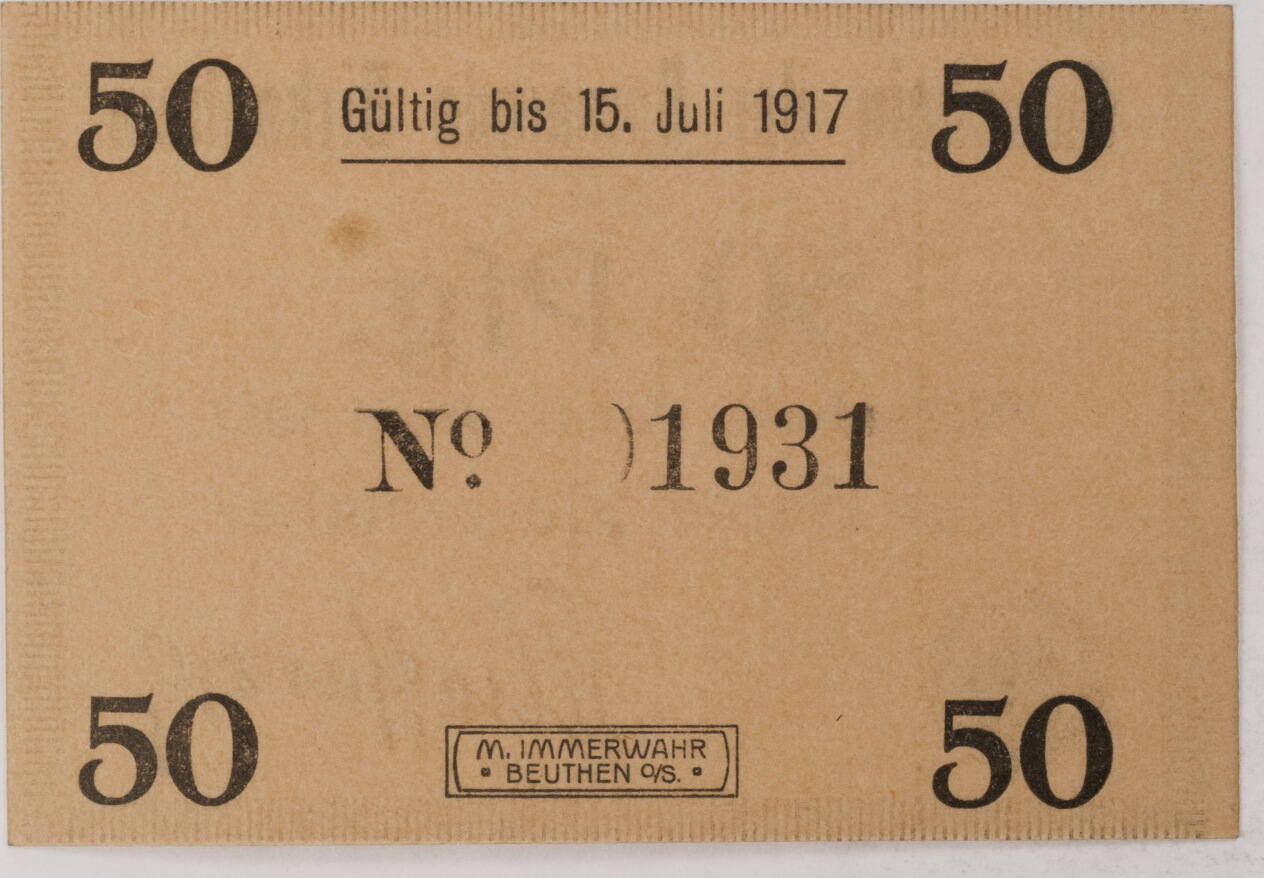 50 Gültig bis 15. Juli 1917 50
No. )1931
50 50
M. IMMERWAHR
▪ BEUTHEN O/S. ▪